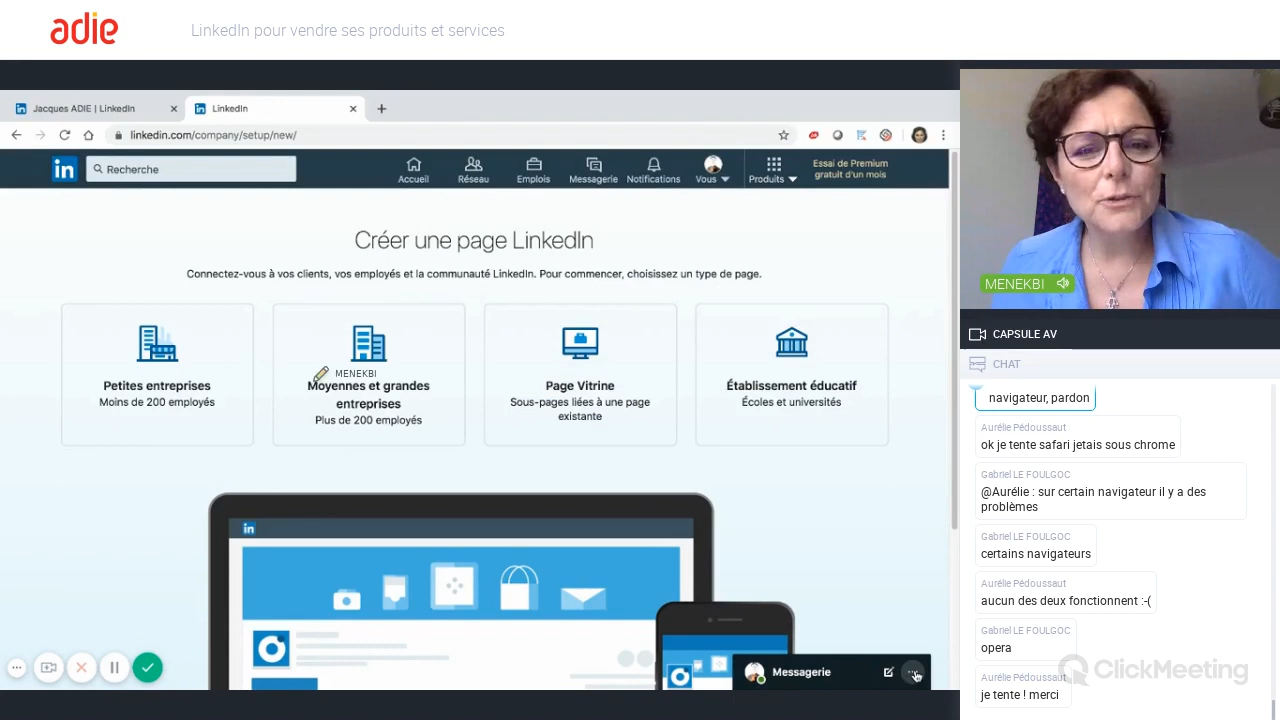 adie
LinkedIn pour vendre ses produits et services
Jacques ADIE | LinkedIn
LinkedIn
linkedin.com/company/setup/new/
Recherche
Accueil
Réseau
Emplois
Messagerie
Notifications
Vous
Produits
Essai de Premium
gratuit d'un mois
Créer une page LinkedIn
Connectez-vous à vos clients, vos employés et la communauté LinkedIn. Pour commencer, choisissez un type de page.
Petites entreprises
Moins de 200 employés
MENEKBI
Moyennes et grandes
entreprises
Plus de 200 employés
Page Vitrine
Sous-pages liées à une page
existante
Établissement éducatif
Écoles et universités
in
Messagerie
MENEKBI
CAPSULE AV
CHAT
navigateur, pardon
Aurélie Pédoussaut
ok je tente safari jetais sous chrome
Gabriel LE FOULGOC
@Aurélie : sur certain navigateur il y a des
problèmes
Gabriel LE FOULGOC
certains navigateurs
Aurélie Pédoussaut
aucun des deux fonctionnent :-(
Gabriel LE FOULGOC
opera
Aurélie Pédoussaut
je tente ! merci
ClickMeeting